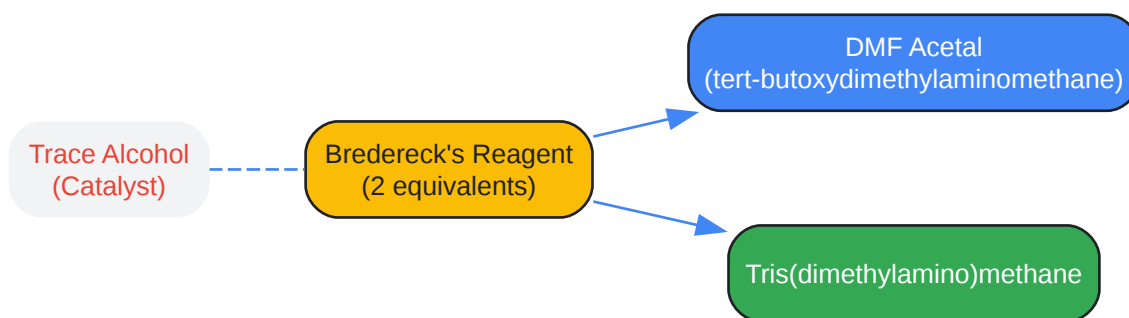 Trace Alcohol
(Catalyst)
Bredereck's Reagent
(2 equivalents)
DMF Acetal
(tert-butoxydimethylaminomethane)
Tris(dimethylamino)methane